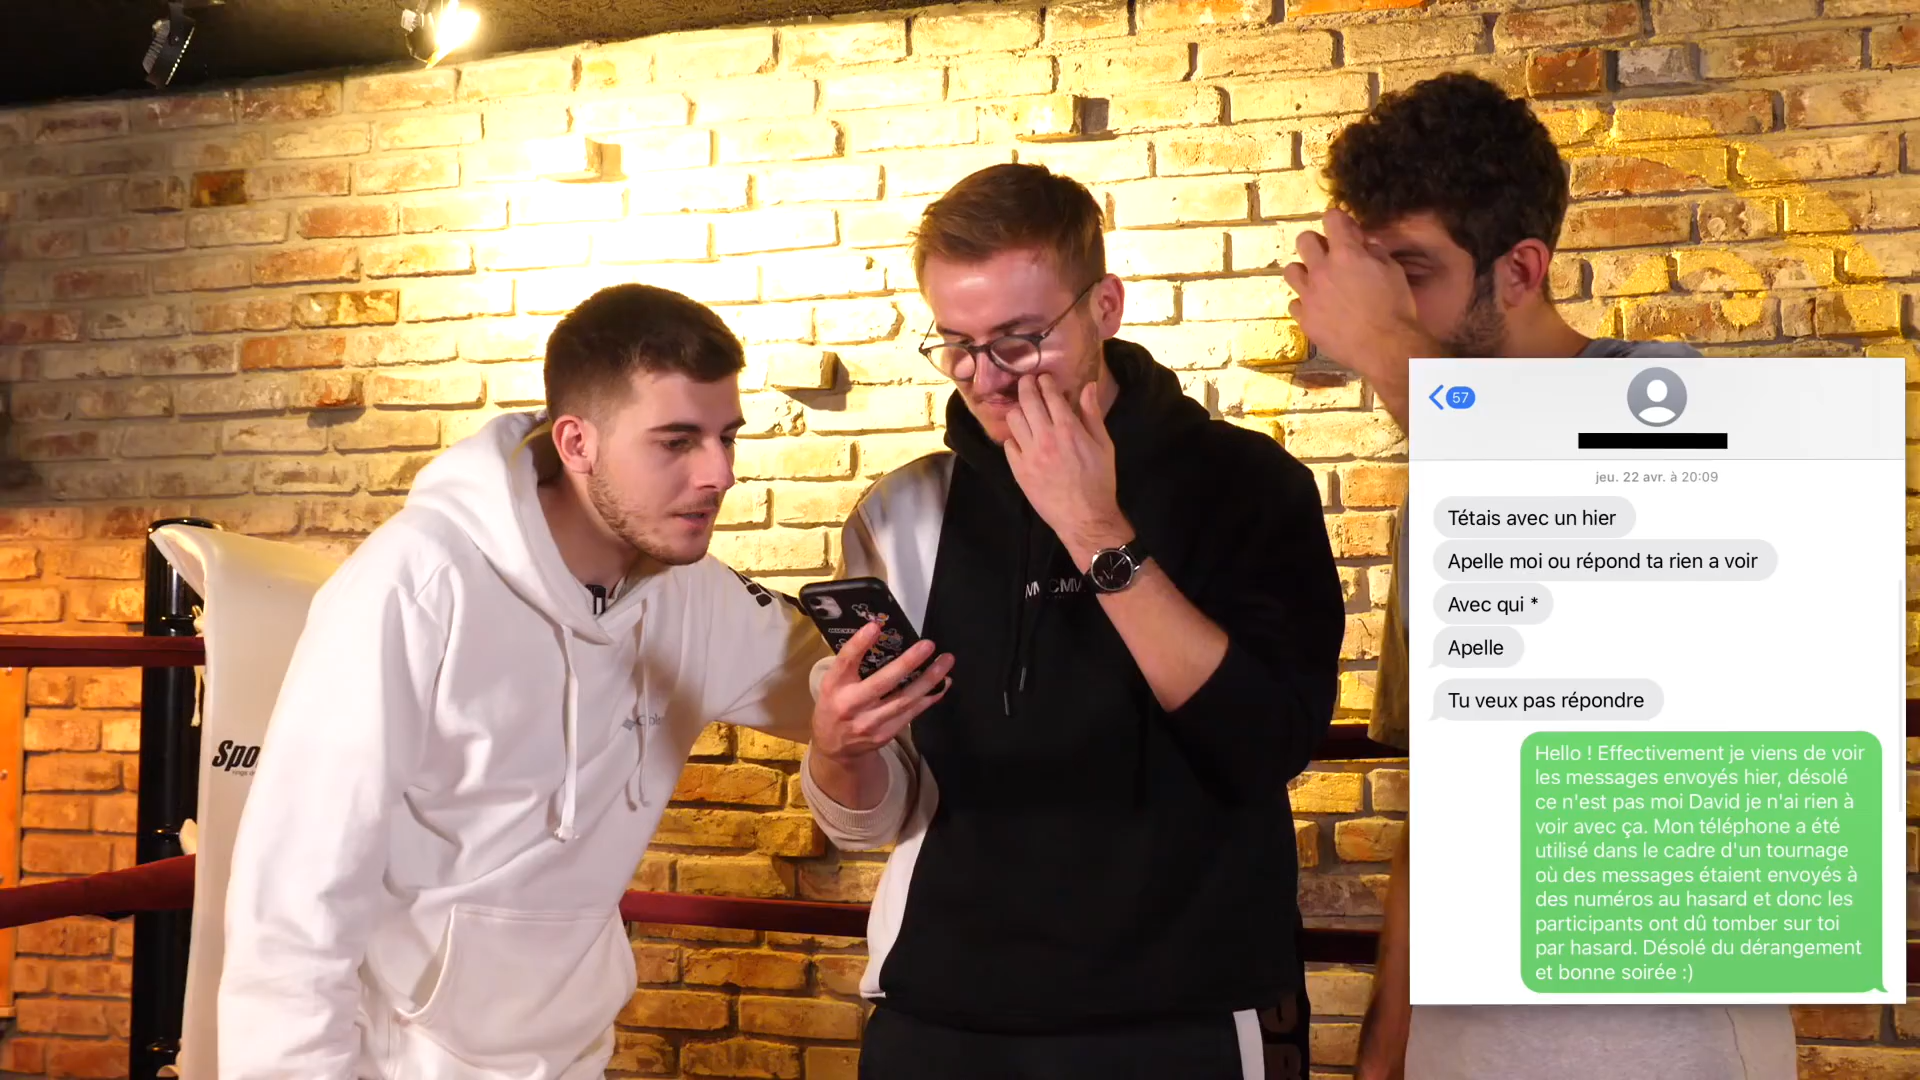 57
jeu. 22 avr. à 20:09
Tétais avec un hier
Apelle moi ou répond ta rien a voir
Avec qui *
Apelle
Tu veux pas répondre
Hello ! Effectivement je viens de voir
les messages envoyés hier, désolé
ce n'est pas moi David je n'ai rien à
voir avec ça. Mon téléphone a été
utilisé dans le cadre d'un tournage
où des messages étaient envoyés à
des numéros au hasard et donc les
participants ont dû tomber sur toi
par hasard. Désolé du dérangement
et bonne soirée :)
Spo